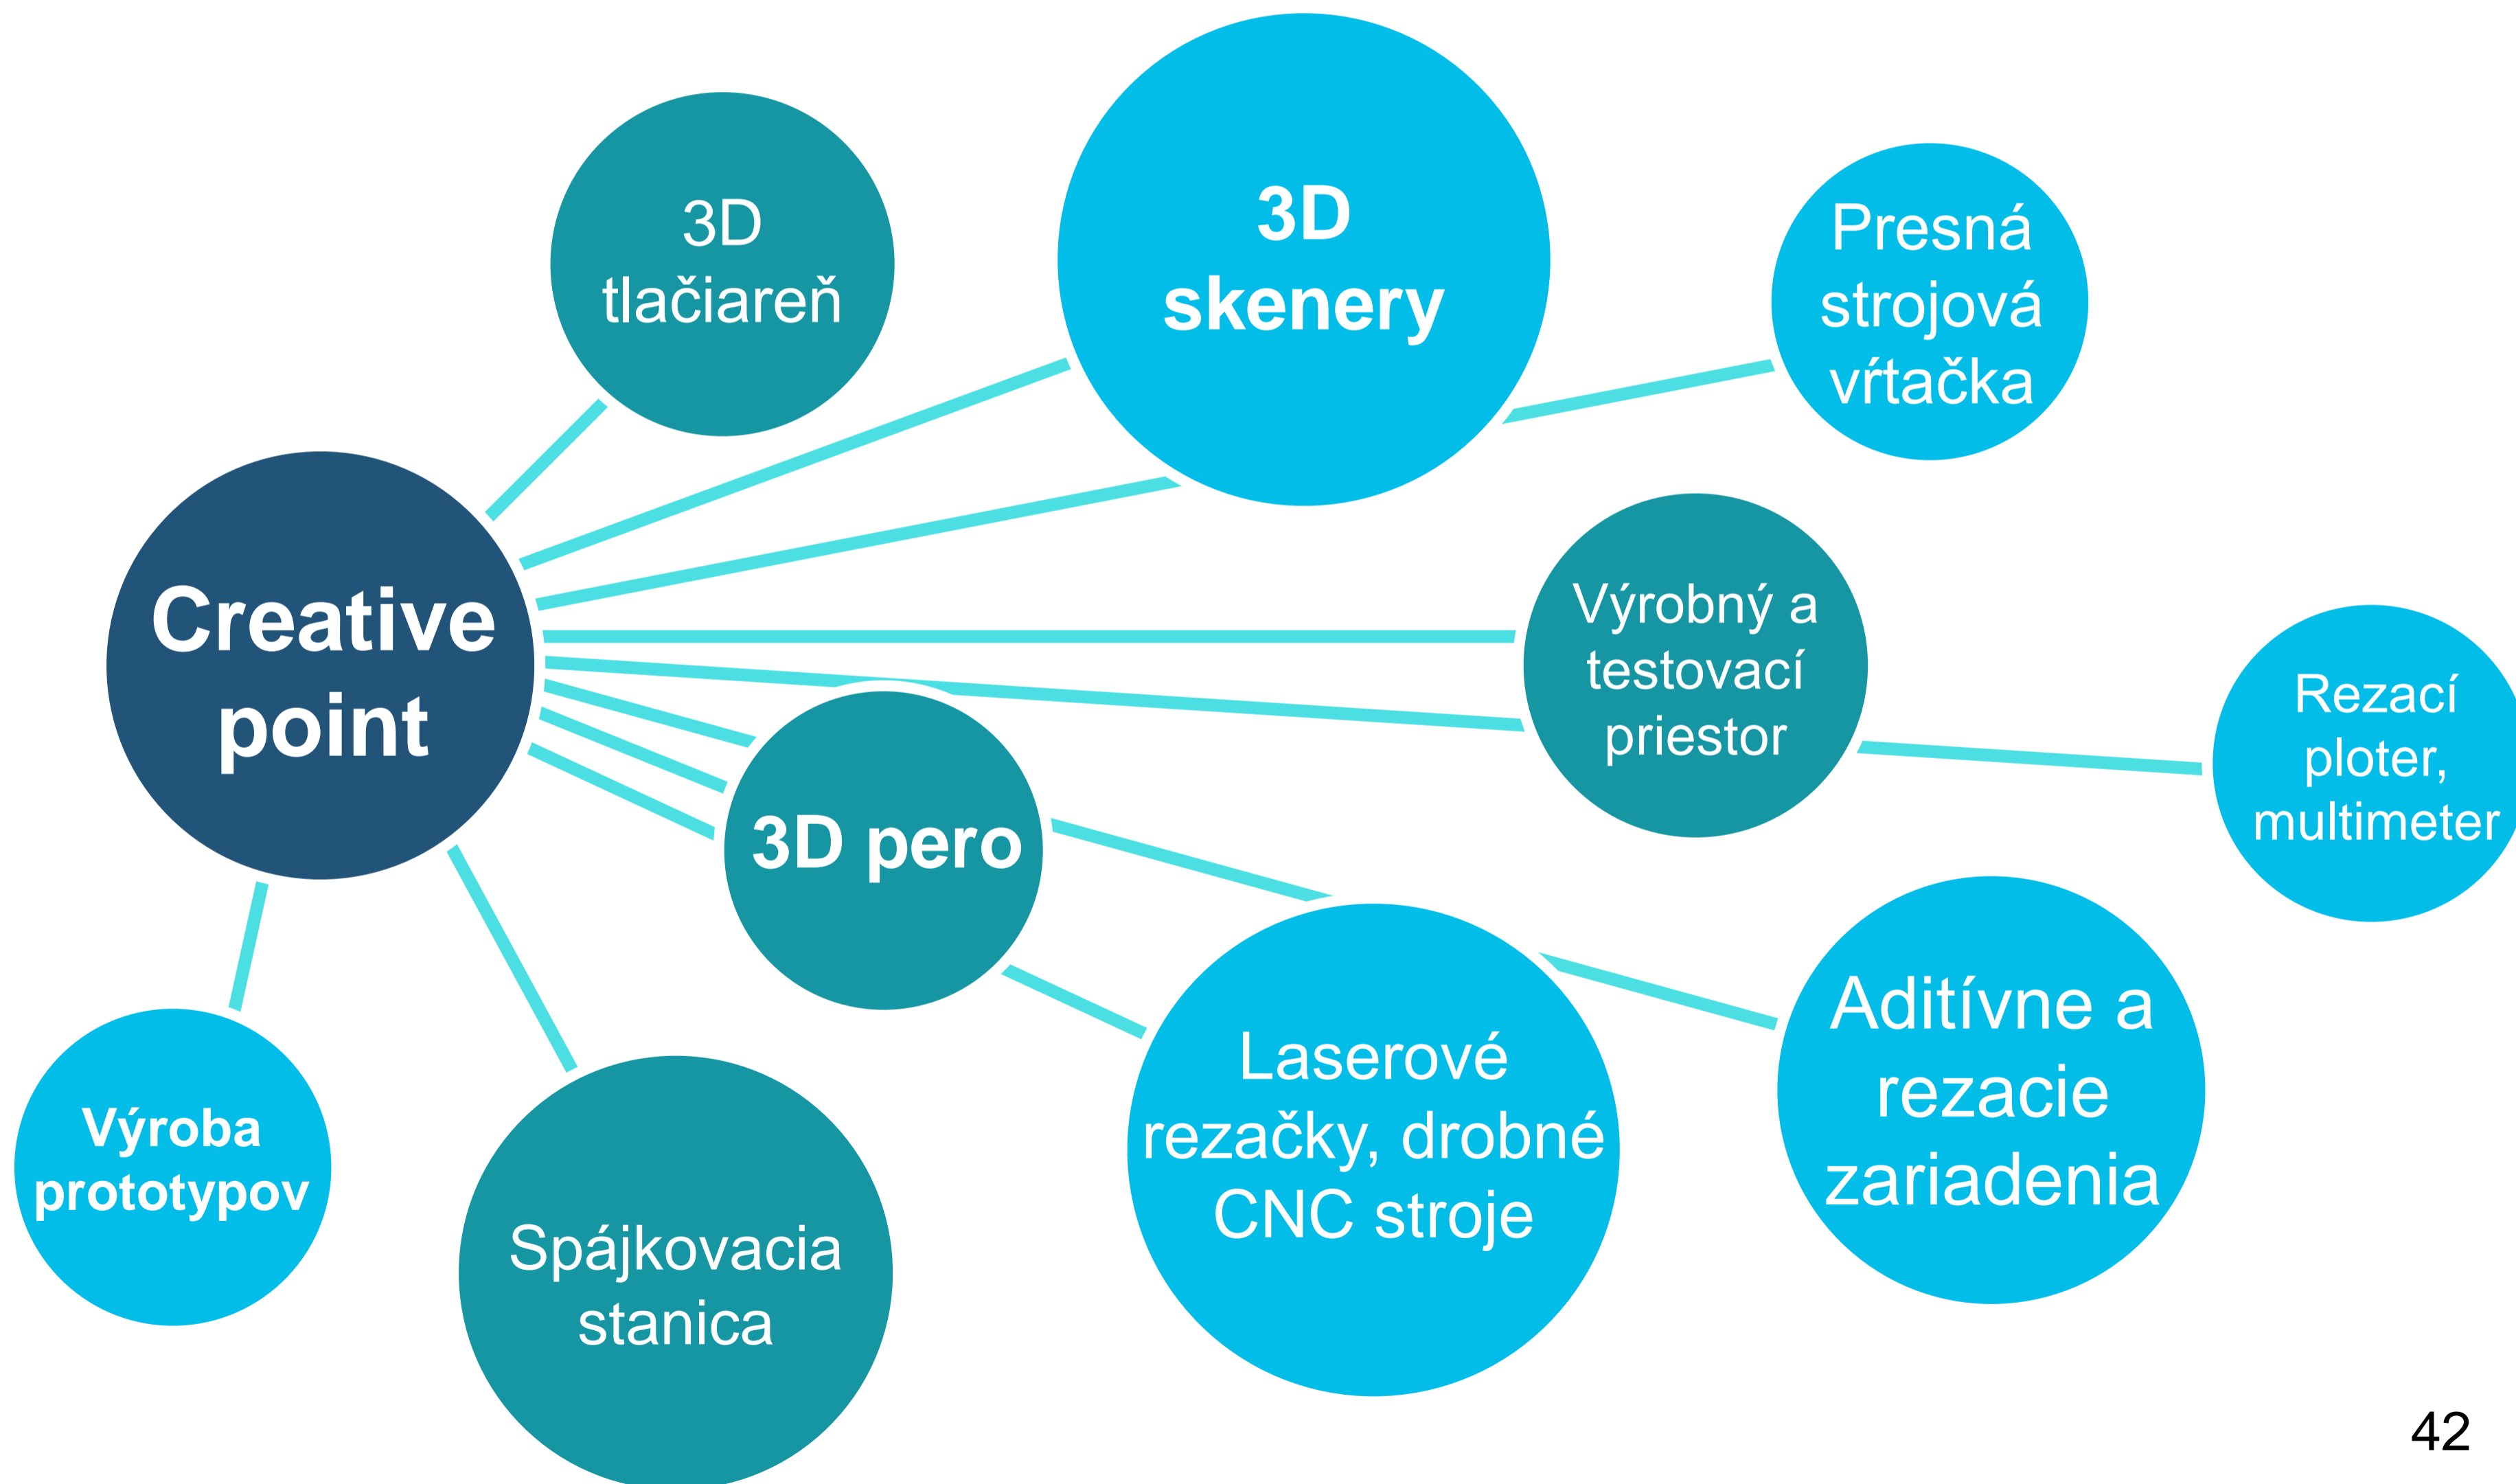 3D
tlačiareň
3D
skenery
Presná
strojová
vŕtačka
Creative
point
Výrobný a
testovací
priestor
Rezací
ploter,
multimeter
3D pero
Aditívne a
rezacie
zariadenia
Laserové
rezačky, drobné
CNC stroje
Výroba
prototypov
Spájkovacia
stanica
42